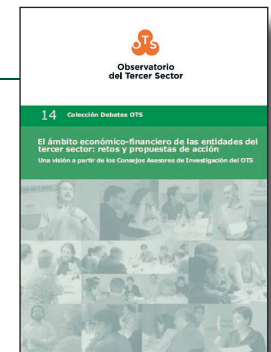 OTS
Observatorio
del Tercer Sector
14 Colección Debates OTS
El ámbito económico-financiero de las entidades del
tercer sector: retos y propuestas de acción
Una visión a partir de los Consejos Asesores de Investigación del OTS